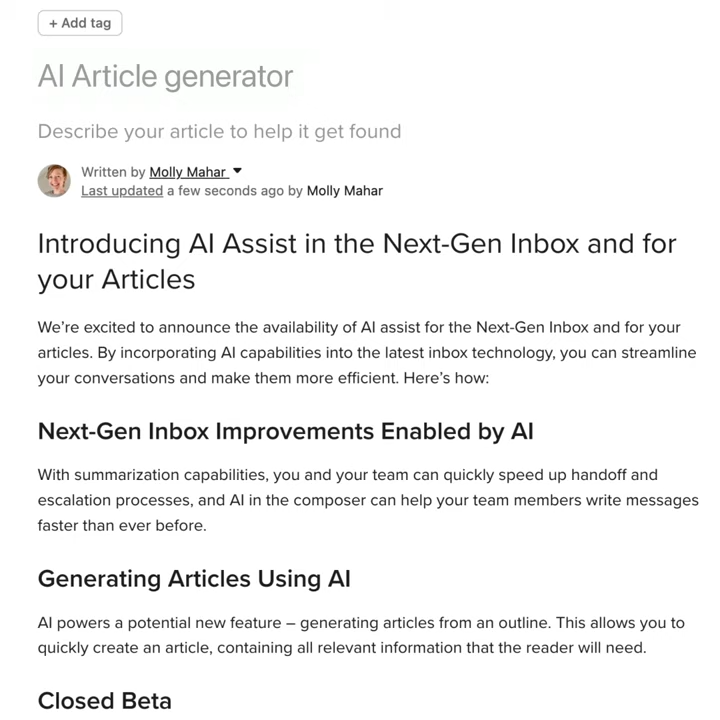 + Add tag
AI Article generator
Describe your article to help it get found
Written by Molly Mahar
Last updated a few seconds ago by Molly Mahar
Introducing AI Assist in the Next-Gen Inbox and for
your Articles
We’re excited to announce the availability of AI assist for the Next-Gen Inbox and for your
articles. By incorporating AI capabilities into the latest inbox technology, you can streamline
your conversations and make them more efficient. Here’s how:
Next-Gen Inbox Improvements Enabled by AI
With summarization capabilities, you and your team can quickly speed up handoff and
escalation processes, and AI in the composer can help your team members write messages
faster than ever before.
Generating Articles Using AI
AI powers a potential new feature – generating articles from an outline. This allows you to
quickly create an article, containing all relevant information that the reader will need.
Closed Beta